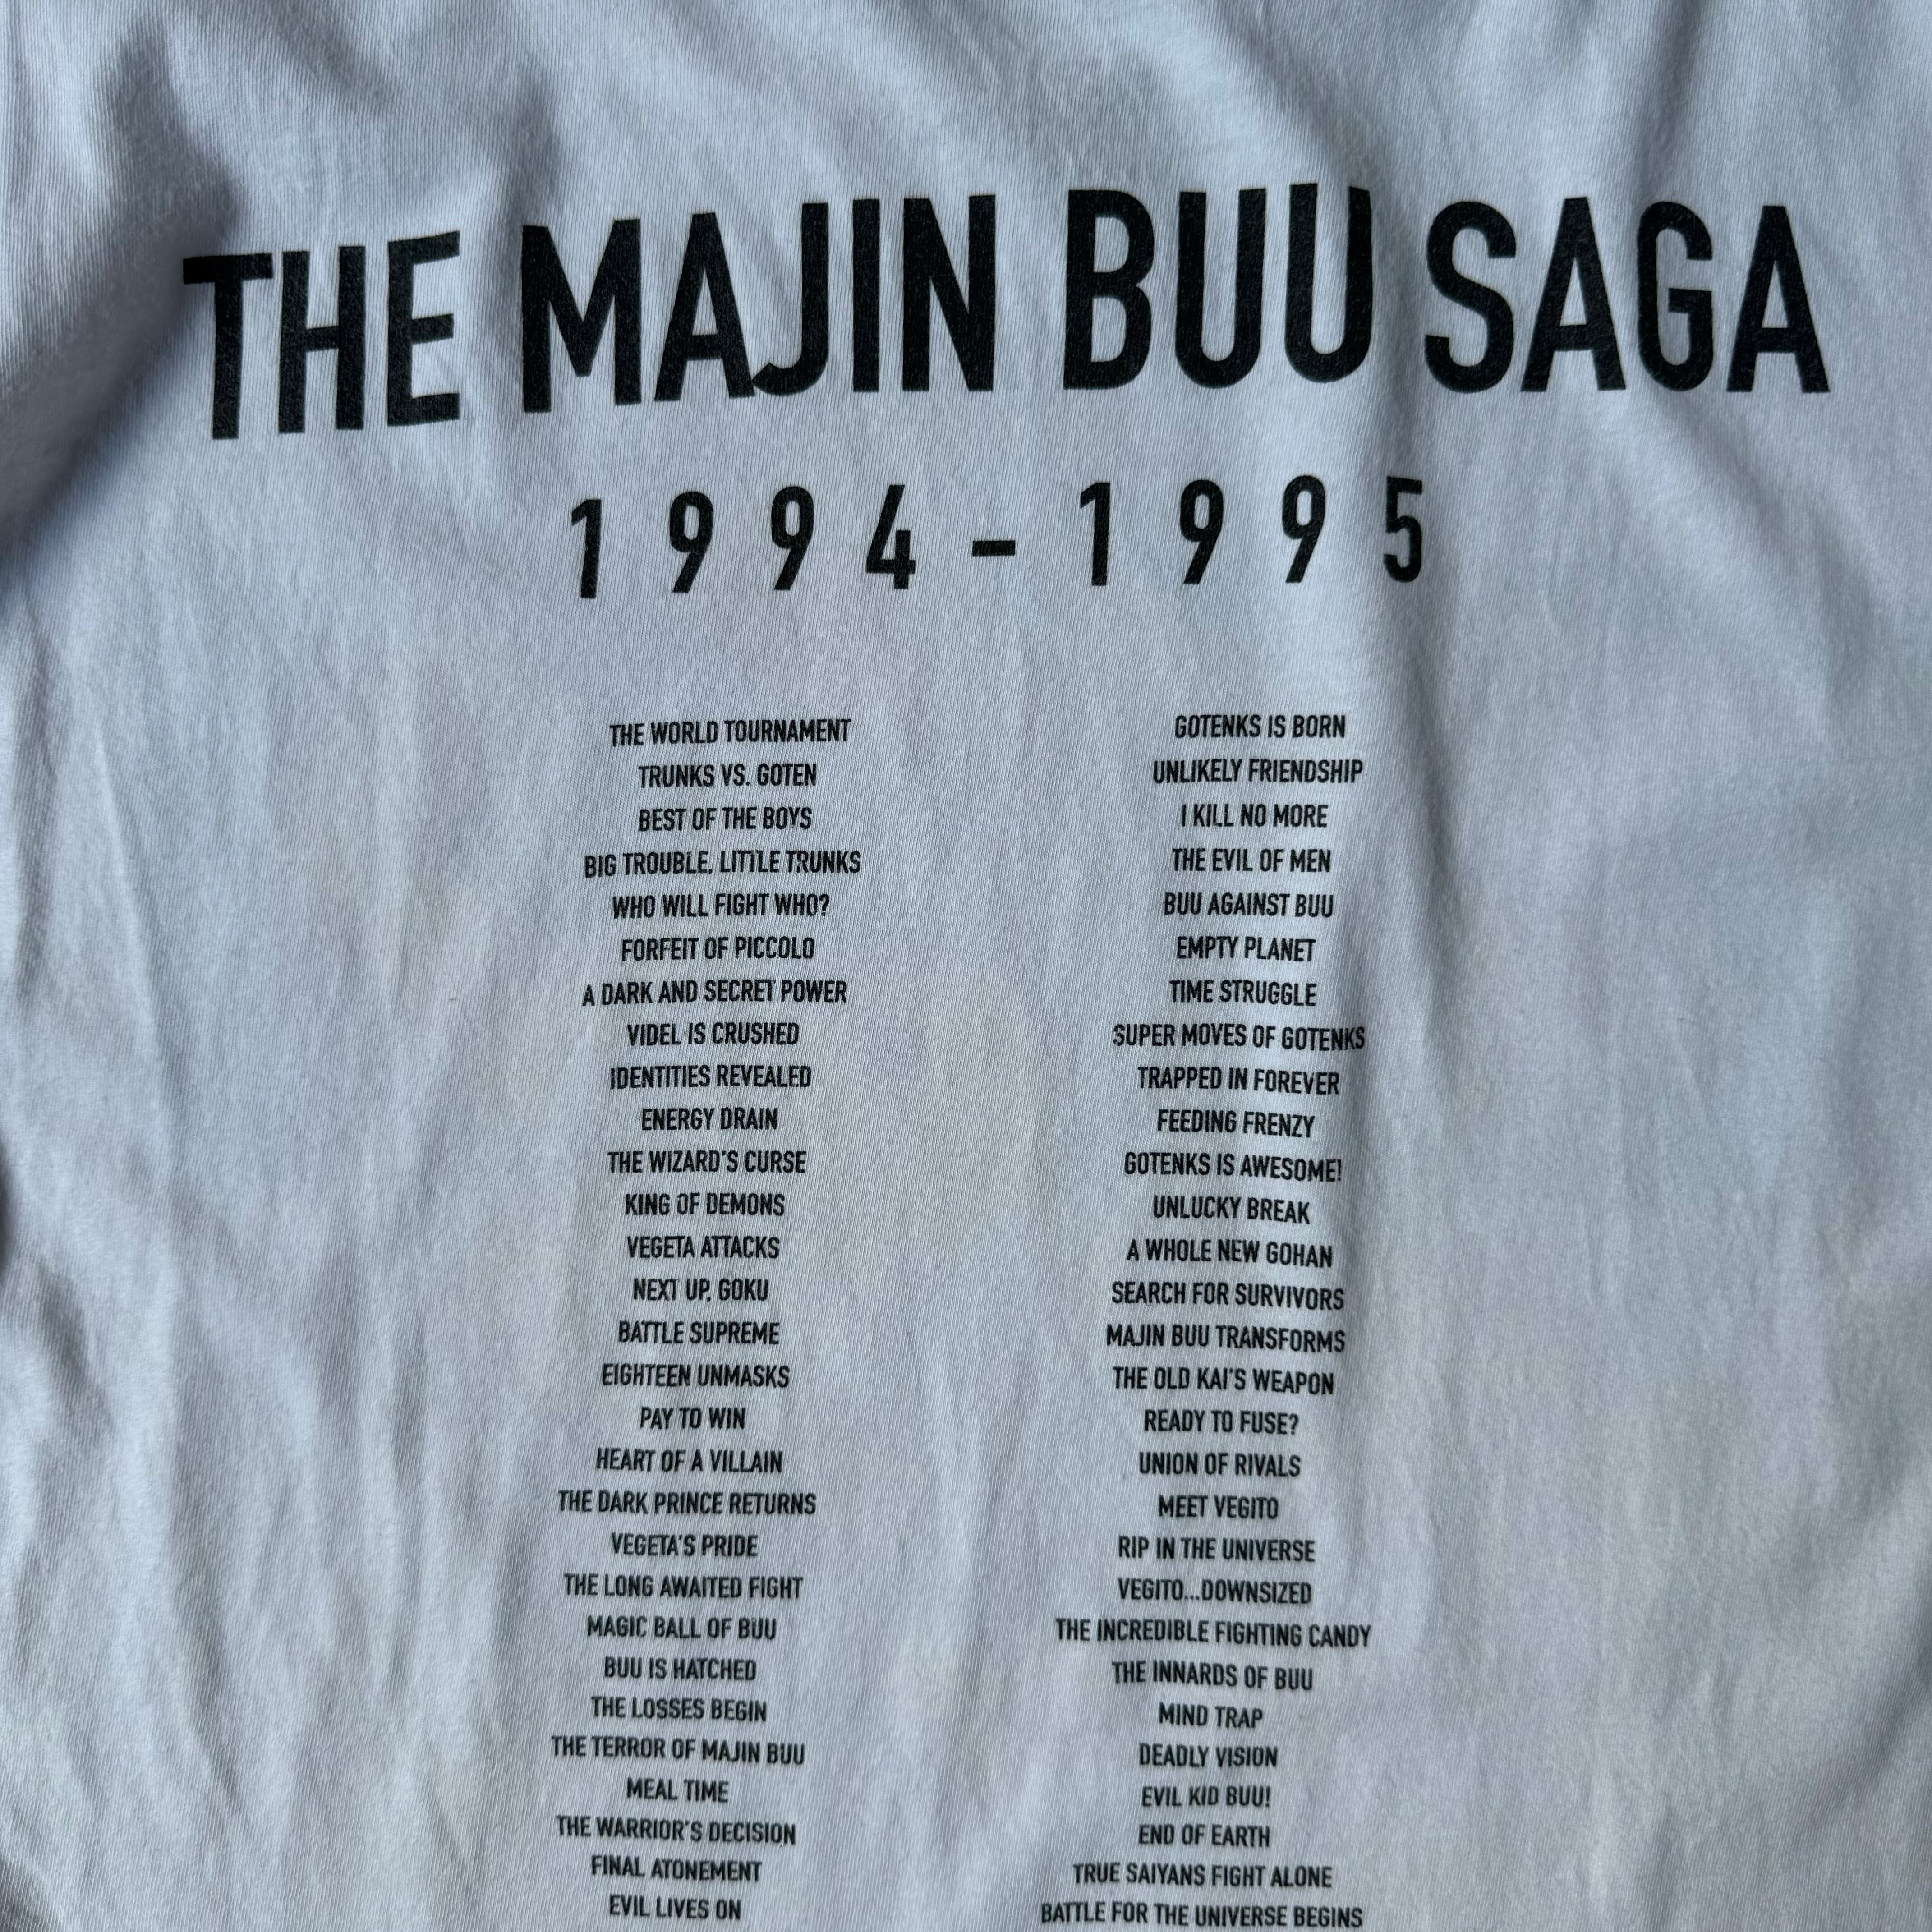 THE MAJIN BUU SAGA
1994-1995
THE WORLD TOURNAMENT
TRUNKS VS. GOTEN
BEST OF THE BOYS
BIG TROUBLE, LITTLE TRUNKS
WHO WILL FIGHT WHO?
FORFEIT OF PICCOLO
A DARK AND SECRET POWER
VIDEL IS CRUSHED
IDENTITIES REVEALED
ENERGY DRAIN
THE WIZARD'S CURSE
KING OF DEMONS
VEGETA ATTACKS
NEXT UP, GOKU
BATTLE SUPREME
EIGHTEEN UNMASKS
PAY TO WIN
HEART OF A VILLAIN
THE DARK PRINCE RETURNS
VEGETA'S PRIDE
THE LONG AWAITED FIGHT
MAGIC BALL OF BUU
BUU IS HATCHED
THE LOSSES BEGIN
THE TERROR OF MAJIN BUU
MEAL TIME
THE WARRIOR'S DECISION
FINAL ATONEMENT
EVIL LIVES ON
GOTENKS IS BORN
UNLIKELY FRIENDSHIP
I KILL NO MORE
THE EVIL OF MEN
BUU AGAINST BUU
EMPTY PLANET
TIME STRUGGLE
SUPER MOVES OF GOTENKS
TRAPPED IN FOREVER
FEEDING FRENZY
GOTENKS IS AWESOME!
UNLUCKY BREAK
A WHOLE NEW GOHAN
SEARCH FOR SURVIVORS
MAJIN BUU TRANSFORMS
THE OLD KAI'S WEAPON
READY TO FUSE?
UNION OF RIVALS
MEET VEGITO
RIP IN THE UNIVERSE
VEGITO...DOWNSIZED
THE INCREDIBLE FIGHTING CANDY
THE INNARDS OF BUU
MIND TRAP
DEADLY VISION
EVIL KID BUU!
END OF EARTH
TRUE SAIYANS FIGHT ALONE
BATTLE FOR THE UNIVERSE BEGINS